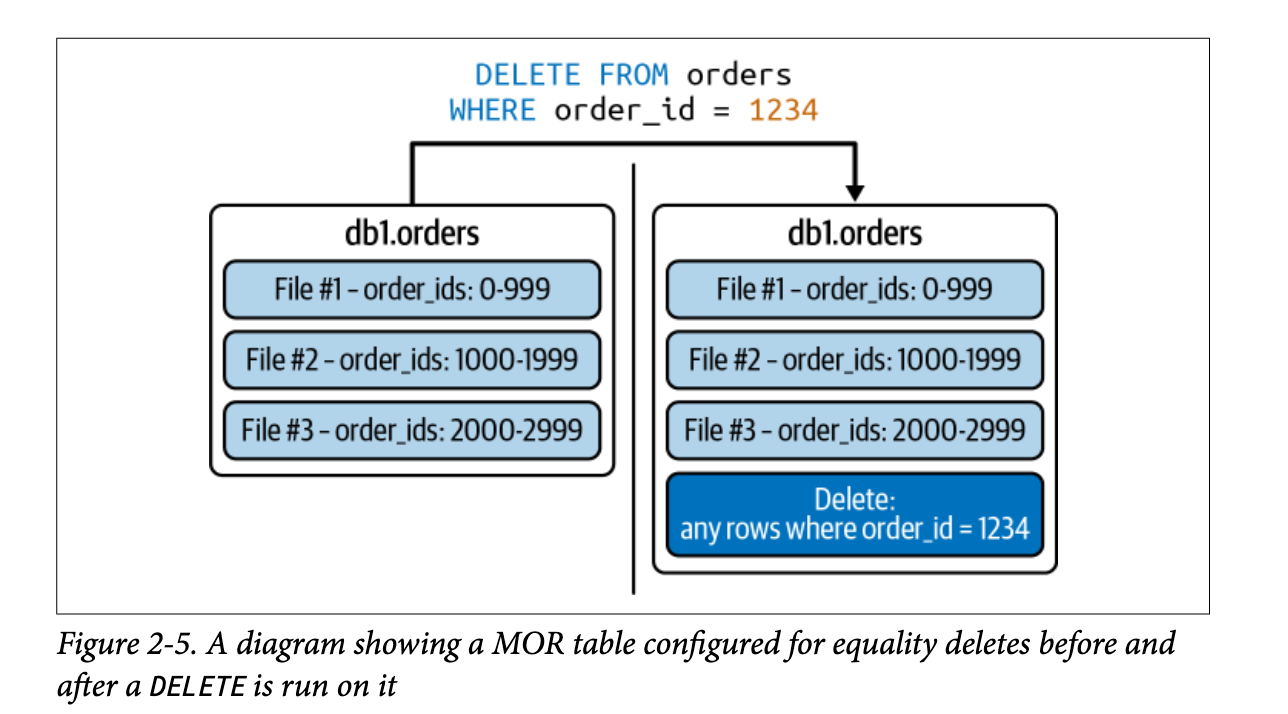 DELETE FROM orders
WHERE order_id = 1234
db1.orders
File #1 – order_ids: 0-999
File #2 – order_ids: 1000-1999
File #3 – order_ids: 2000-2999
db1.orders
File #1 – order_ids: 0-999
File #2 – order_ids: 1000-1999
File #3 – order_ids: 2000-2999
Delete:
any rows where order_id = 1234
Figure 2-5. A diagram showing a MOR table configured for equality deletes before and
after a DELETE is run on it